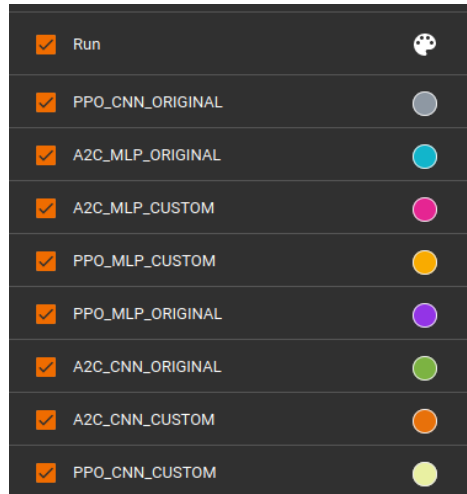 Run
PPO_CNN_ORIGINAL
A2C_MLP_ORIGINAL
A2C_MLP_CUSTOM
PPO_MLP_CUSTOM
PPO_MLP_ORIGINAL
A2C_CNN_ORIGINAL
A2C_CNN_CUSTOM
PPO_CNN_CUSTOM